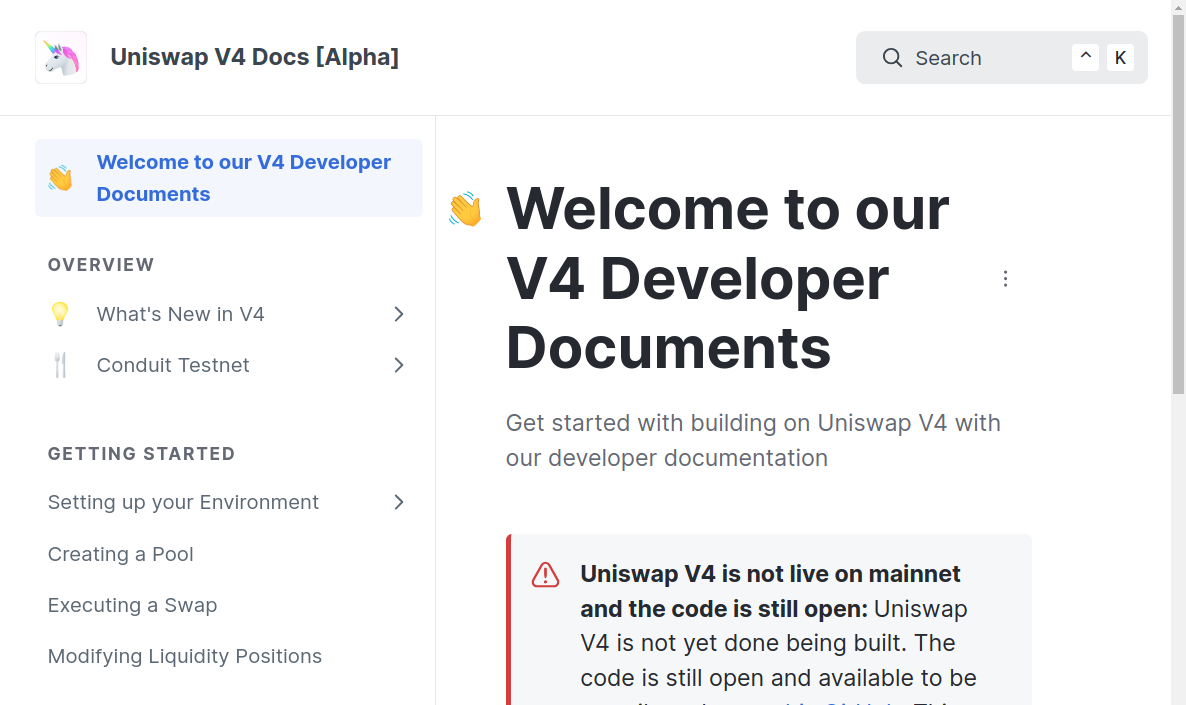 Uniswap V4 Docs [Alpha]
Search
^
K
Welcome to our V4 Developer
Documents
OVERVIEW
What's New in V4
Conduit Testnet
GETTING STARTED
Setting up your Environment
Creating a Pool
Executing a Swap
Modifying Liquidity Positions
Welcome to our
V4 Developer
Documents
Get started with building on Uniswap V4 with
our developer documentation
Uniswap V4 is not live on mainnet
and the code is still open: Uniswap
V4 is not yet done being built. The
code is still open and available to be